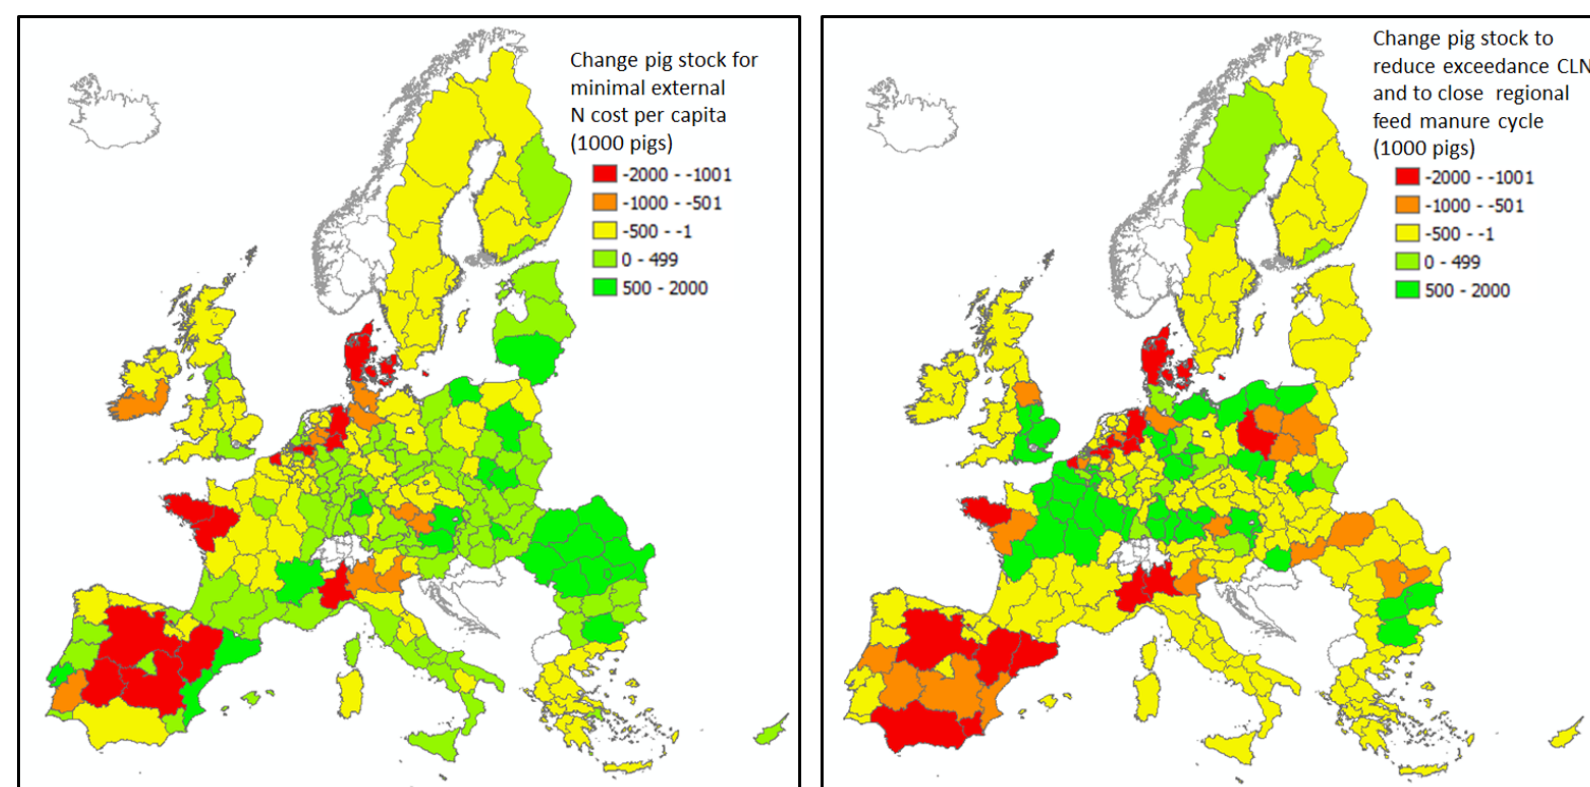 Change pig stock for
minimal external
N cost per capita
(1000 pigs)
-2000 - -1001
-1000 - -501
-500 - -1
0 - 499
500 - 2000
Change pig stock to
reduce exceedance CLN
and to close regional
feed manure cycle
(1000 pigs)
-2000 - -1001
-1000 - -501
-500 - -1
0 - 499
500 - 2000